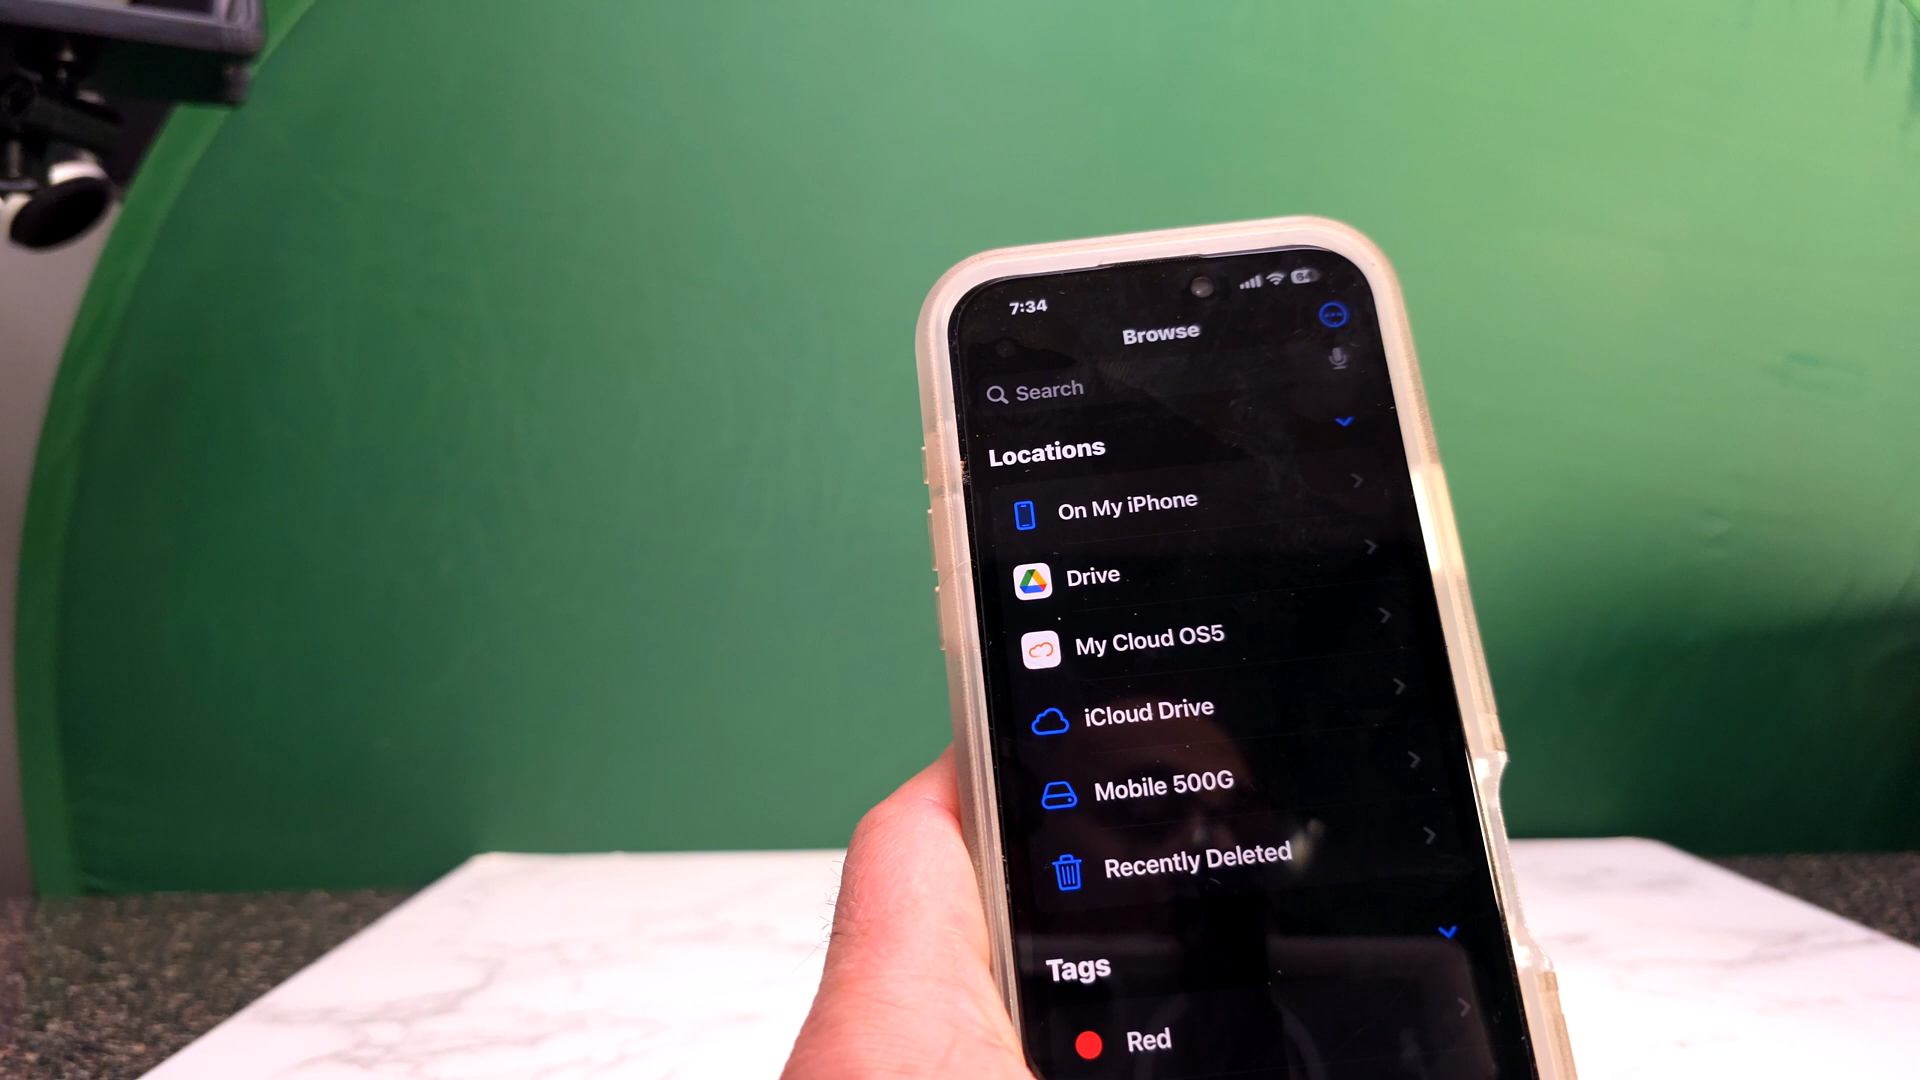 7:34
64
Browse
Search
Locations
On My iPhone
Drive
My Cloud OS5
iCloud Drive
Mobile 500G
Recently Deleted
Tags
Red